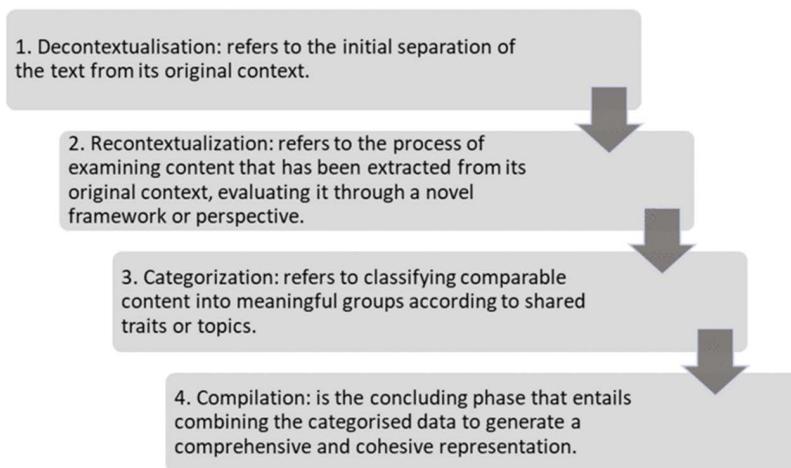 1. Decontextualisation: refers to the initial separation of
the text from its original context.
2. Recontextualization: refers to the process of
examining content that has been extracted from its
original context, evaluating it through a novel
framework or perspective.
3. Categorization: refers to classifying comparable
content into meaningful groups according to shared
traits or topics.
4. Compilation: is the concluding phase that entails
combining the categorised data to generate a
comprehensive and cohesive representation.